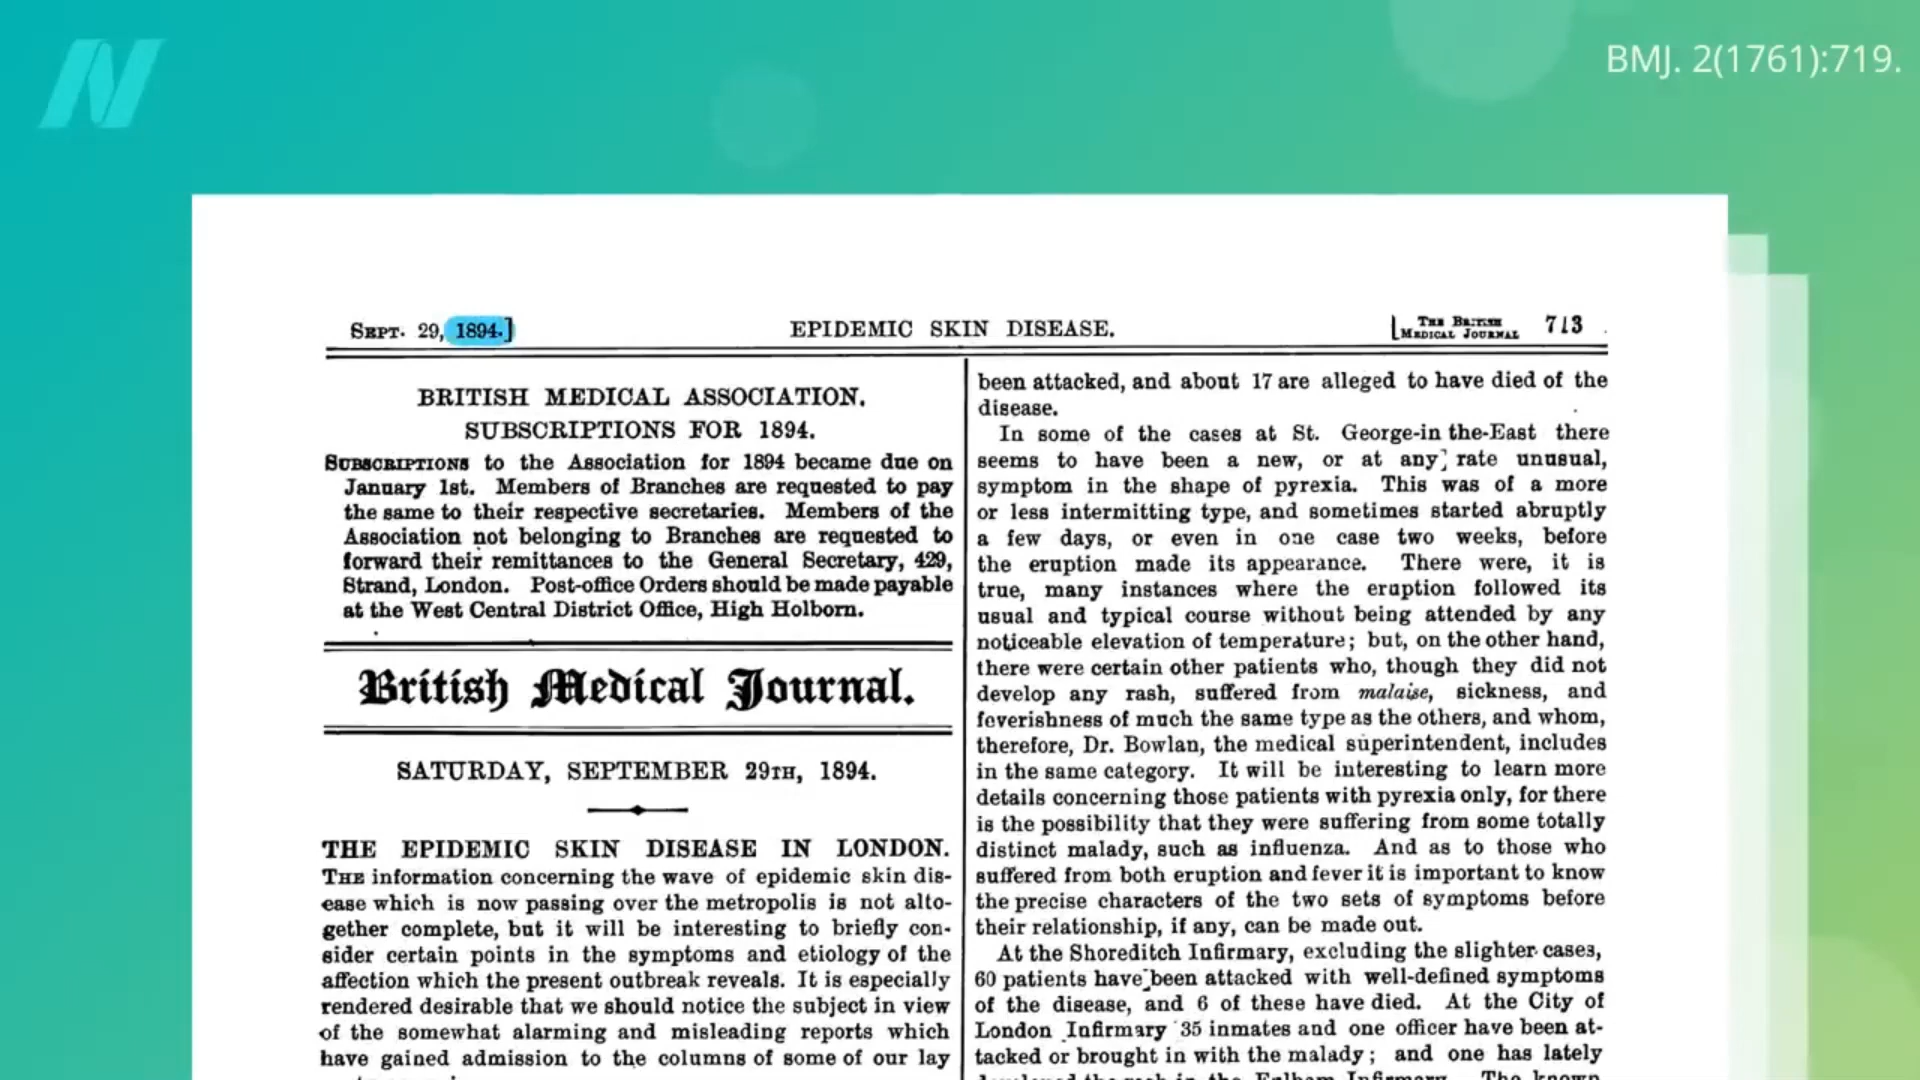 N
BMJ. 2(1761):719.
SEPT. 29, 1894.]
EPIDEMIC SKIN DISEASE.
[THE BRITISH
MEDICAL JOURNAL
713
BRITISH MEDICAL ASSOCIATION.
SUBSCRIPTIONS FOR 1894.
SUBSCRIPTIONS to the Association for 1894 became due on
January 1st. Members of Branches are requested to pay
the same to their respective secretaries. Members of the
Association not belonging to Branches are requested to
forward their remittances to the General Secretary, 429,
Strand, London. Post-office Orders should be made payable
at the West Central District Office, High Holborn.
British Medical Journal.
SATURDAY, SEPTEMBER 29TH, 1894.
THE EPIDEMIC SKIN DISEASE IN LONDON.
THE information concerning the wave of epidemic skin dis-
ease which is now passing over the metropolis is not alto-
gether complete, but it will be interesting to briefly con-
sider certain points in the symptoms and etiology of the
affection which the present outbreak reveals. It is especially
rendered desirable that we should notice the subject in view
of the somewhat alarming and misleading reports which
have gained admission to the columns of some of our lay
been attacked, and about 17 are alleged to have died of the
disease.
In some of the cases at St. George-in the-East there
seems to have been a new, or at any rate unusual,
symptom in the shape of pyrexia. This was of a more
or less intermitting type, and sometimes started abruptly
a few days, or even in one case two weeks, before
the eruption made its appearance. There were, it is
true, many instances where the eruption followed its
usual and typical course without being attended by any
noticeable elevation of temperature; but, on the other hand,
there were certain other patients who, though they did not
develop any rash, suffered from malaise, sickness, and
feverishness of much the same type as the others, and whom,
therefore, Dr. Bowlan, the medical superintendent, includes
in the same category. It will be interesting to learn more
details concerning those patients with pyrexia only, for there
is the possibility that they were suffering from some totally
distinct malady, such as influenza. And as to those who
suffered from both eruption and fever it is important to know
the precise characters of the two sets of symptoms before
their relationship, if any, can be made out.
At the Shoreditch Infirmary, excluding the slighter cases,
60 patients have been attacked with well-defined symptoms
of the disease, and 6 of these have died. At the City of
London Infirmary 35 inmates and one officer have been at-
tacked or brought in with the malady; and one has lately